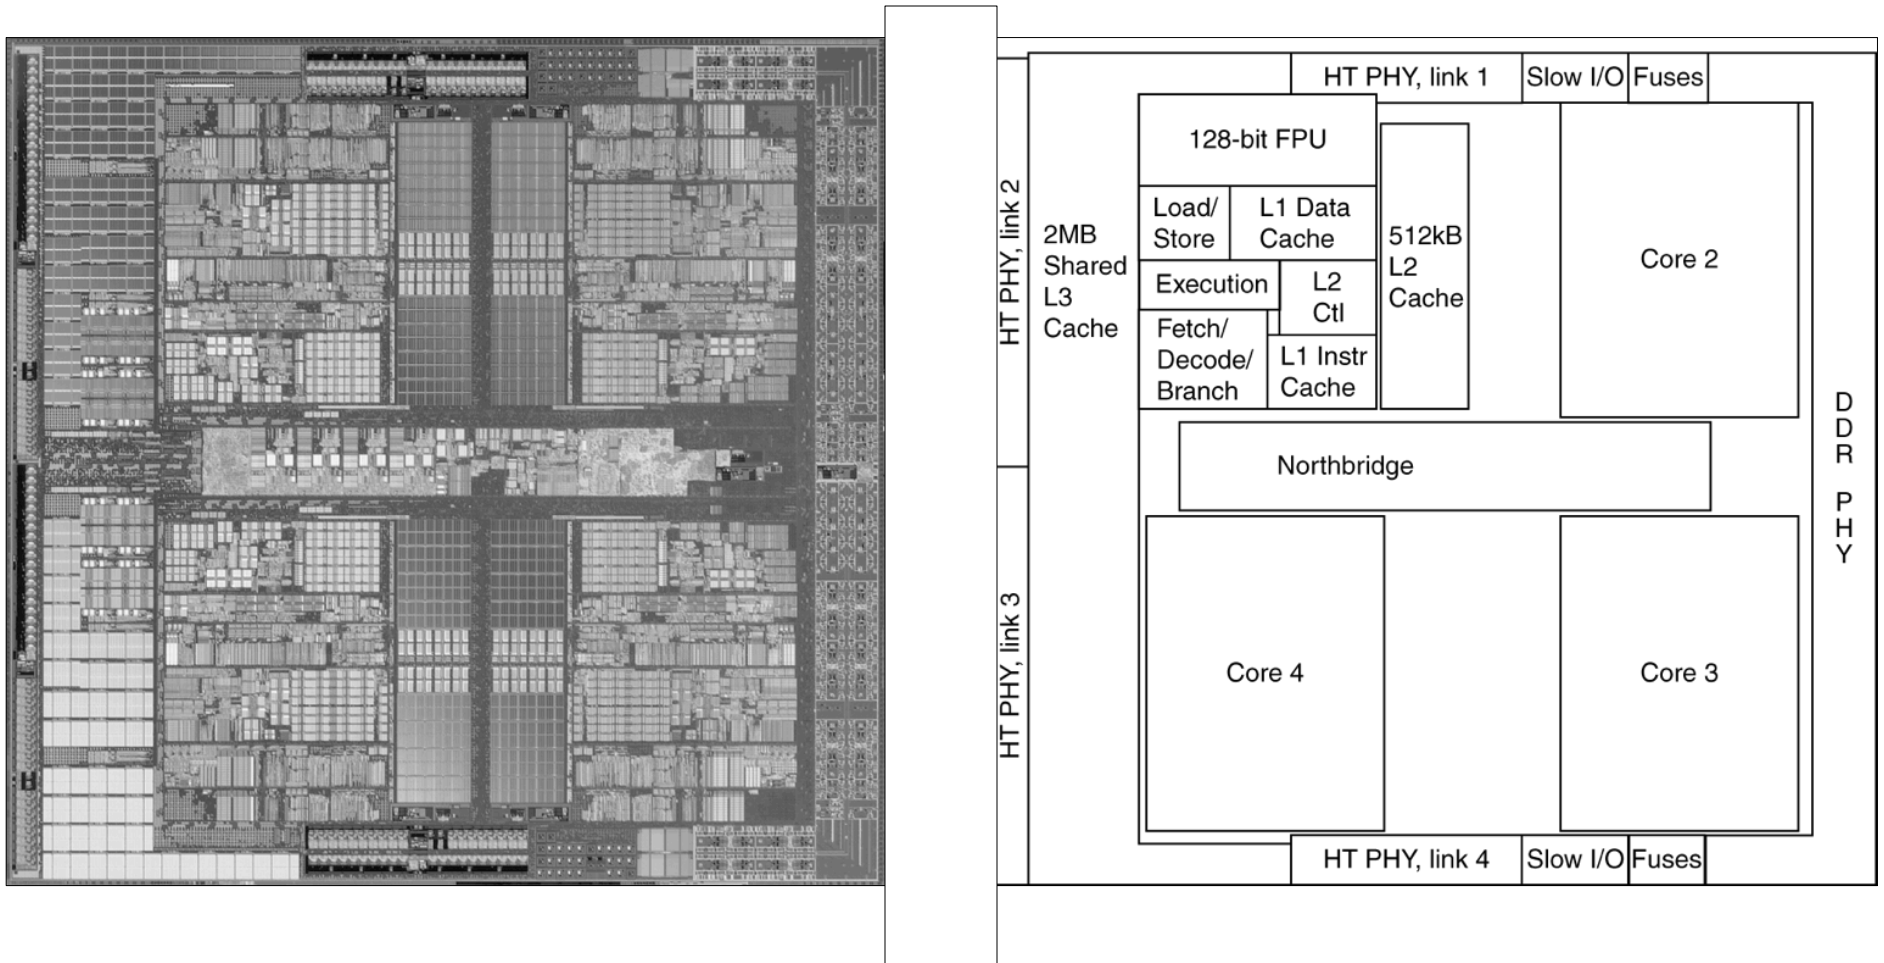 HT PHY, link 1
Slow I/O
Fuses
HT PHY, link 2
2MB
Shared
L3
Cache
128-bit FPU
Load/
Store
L1 Data
Cache
Execution
L2
Ctl
Fetch/
Decode/
Branch
L1 Instr
Cache
512kB
L2
Cache
Core 2
D
D
R
P
H
Y
Northbridge
HT PHY, link 3
Core 4
Core 3
HT PHY, link 4
Slow I/O
Fuses